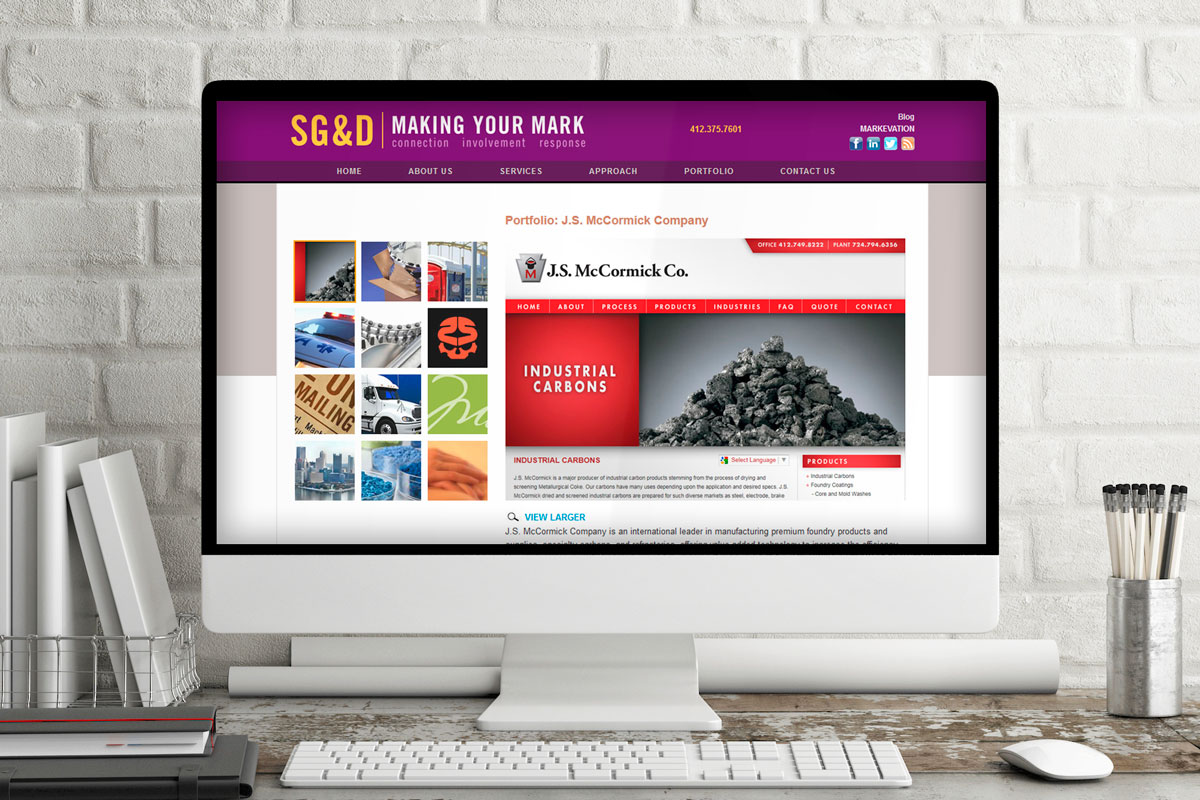 SG&D | MAKING YOUR MARK
connection involvement response
412.375.7601
Blog
MARKEVATION
HOME ABOUT US SERVICES APPROACH PORTFOLIO CONTACT US
Portfolio: J.S. McCormick Company
OFFICE 412.749.8222 | PLANT 724.794.6356
M
J.S. McCormick Co.
HOME ABOUT PROCESS PRODUCTS INDUSTRIES FAQ QUOTE CONTACT
INDUSTRIAL
CARBONS
MAILING
INDUSTRIAL CARBONS
Select Language
J.S. McCormick is a major producer of industrial carbon products stemming from the process of drying and
screening Metallurgical Coke. Our carbons have many uses depending upon the application and desired specs. J.S.
McCormick dried and screened industrial carbons are prepared for such diverse markets as steel, electrode, brake
PRODUCTS
Industrial Carbons
Foundry Coatings
- Core and Mold Washes
VIEW LARGER
J.S. McCormick Company is an international leader in manufacturing premium foundry products and